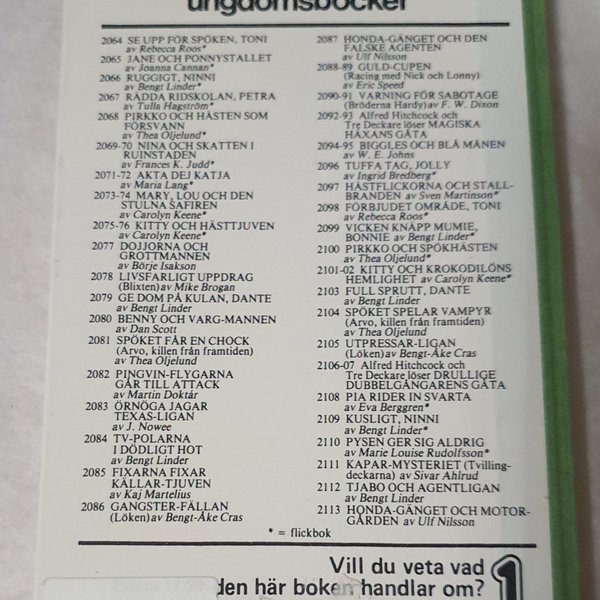 ungdomsböcker
2064 SE UPP FÖR SPÖKEN, TONI
av Rebecca Roos*
2065 JANE OCH PONNYSTALLET
av Joanna Cannan*
2066 RUGGIGT, NINNI
av Bengt Linder*
2067 RÄDDA RIDSKOLAN, PETRA
av Tulla Hagström*
2068 PIRKKO OCH HÄSTEN SOM
FÖRSVANN
av Thea Oljelund*
2069-70 NINA OCH SKATTEN I
RUINSTADEN
av Frances K. Judd*
2071-72 AKTA DEJ KATJA
av Maria Lang*
2073-74 MARY, LOU OCH DEN
STULNA SAFIREN
av Carolyn Keene*
2075-76 KITTY OCH HÄSTTJUVEN
av Carolyn Keene*
2077 DOJJORNA OCH
GROTTMANNEN
av Börje Isakson
2078 LIVSFARLIGT UPPDRAG
(Blixten) av Mike Brogan
2079 GE DOM PÅ KULAN, DANTE
av Bengt Linder
2080 BENNY OCH VARG-MANNEN
av Dan Scott
2081 SPÖKET FÅR EN CHOCK
(Arvo, killen från framtiden)
av Thea Oljelund
2082 PINGVIN-FLYGARNA
GÅR TILL ATTACK
av Martin Doktár
2083 ÖRNÖGA JAGAR
TEXAS-LIGAN
av J. Nowee
2084 TV-POLARNA
I DÖDLIGT HOT
av Bengt Linder
2085 FIXARNA FIXAR
KÄLLAR-TJUVEN
av Kaj Martelius
2086 GANGSTER-FÄLLAN
(Löken) av Bengt-Åke Cras
2087 HONDA-GÄNGET OCH DEN
FALSKE AGENTEN
av Ulf Nilsson
2088-89 GULD-CUPEN
(Racing med Nick och Lonny)
av Eric Speed
2090-91 VARNING FÖR SABOTAGE
(Bröderna Hardy) av F. W. Dixon
2092-93 Alfred Hitchcock och
Tre Deckare löser MAGISKA
HÄXANS GÅTA
2094-95 BIGGLES OCH BLÅ MÅNEN
av W. E. Johns
2096 TUFFA TAG, JOLLY
av Ingrid Bredberg*
2097 HÄSTFLICKORNA OCH STALL-
BRANDEN av Sven Martinson*
2098 FÖRBJUDET OMRÅDE, TONI
av Rebecca Roos*
2099 VICKEN KNÄPP MUMIE,
BONNIE av Bengt Linder*
2100 PIRKKO OCH SPÖKHÄSTEN
av Thea Oljelund*
2101-02 KITTY OCH KROKODILÖNS
HEMLIGHET av Carolyn Keene*
2103 FULL SPRUTT, DANTE
av Bengt Linder
2104 SPÖKET SPELAR VAMPYR
(Arvo, killen från framtiden)
av Thea Oljelund
2105 UTPRESSAR-LIGAN
(Löken) av Bengt-Åke Cras
2106-07 Alfred Hitchcock och
Tre Deckare löser DRULLIGE
DUBBELGÅNGARENS GÅTA
2108 PIA RIDER IN SVARTA
av Eva Berggren*
2109 KUSLIGT, NINNI
av Bengt Linder*
2110 PYSEN GER SIG ALDRIG
av Marie Louise Rudolfsson*
2111 KAPAR-MYSTERIET (Tvilling-
deckarna) av Sivar Ahlrud
2112 TJABO OCH AGENTLIGAN
av Bengt Linder
2113 HONDA-GÄNGET OCH MOTOR-
GÅRDEN av Ulf Nilsson
* = flickbok
Vill du veta vad
den här boken handlar om?
1